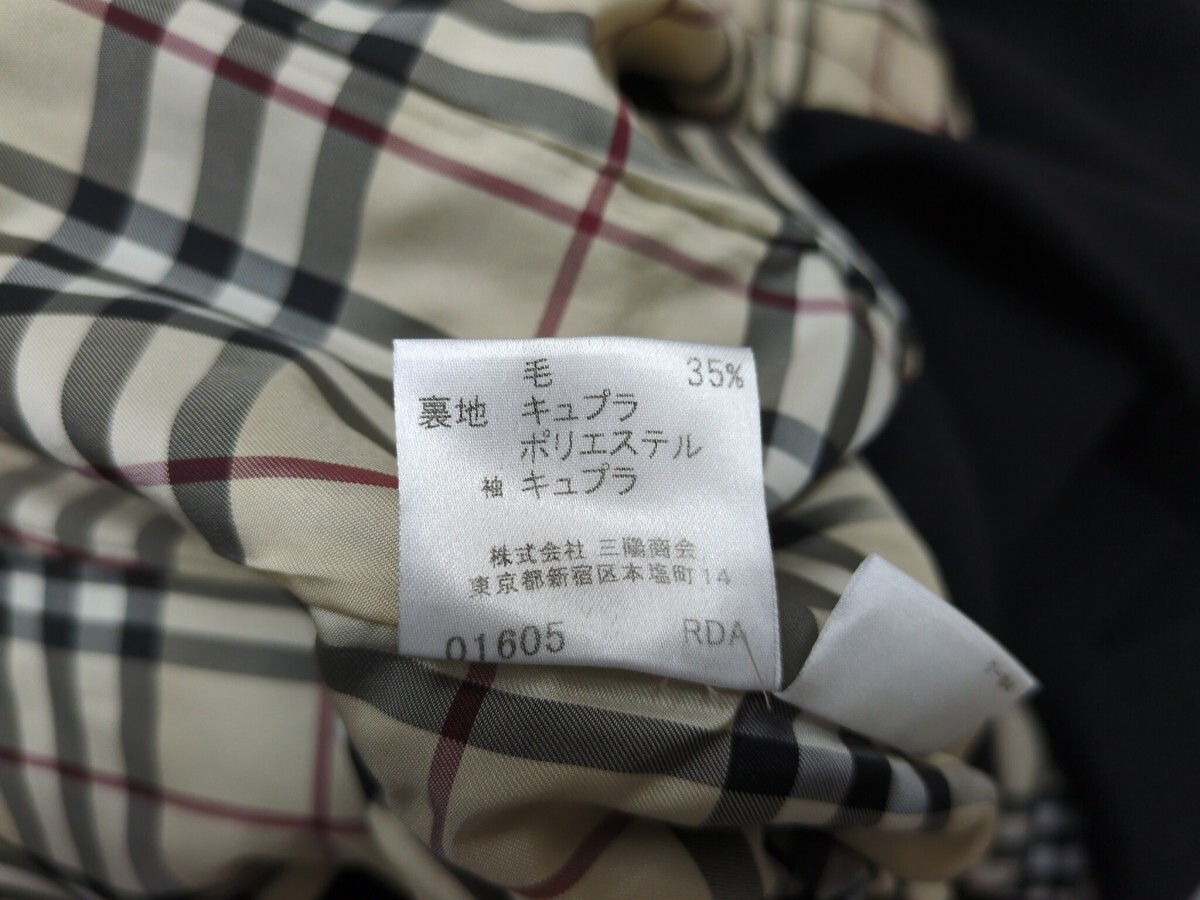 毛 35%
裏地 キュプラ
ポリエステル
袖 キュプラ
株式会社 三陽商会
東京都新宿区本塩町14
01605 RDA